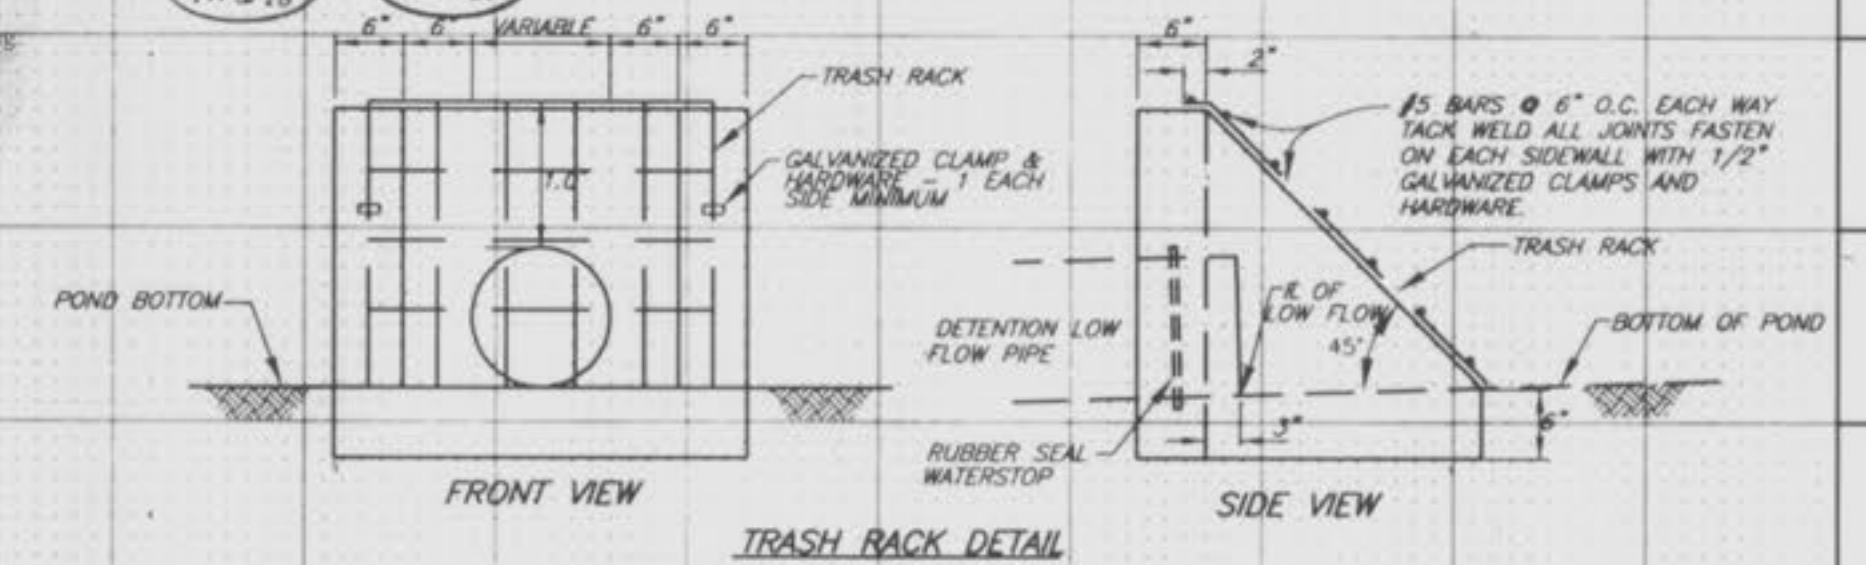 6" 6" VARIABLE 6" 6"
TRASH RACK
GALVANIZED CLAMP &
HARDWARE - 1 EACH
SIDE MINIMUM
1.0'
POND BOTTOM
FRONT VIEW
6"
2"
#5 BARS @ 6" O.C. EACH WAY
TACK WELD ALL JOINTS FASTEN
ON EACH SIDEWALL WITH 1/2"
GALVANIZED CLAMPS AND
HARDWARE.
TRASH RACK
FL OF
LOW FLOW
45°
BOTTOM OF POND
DETENTION LOW
FLOW PIPE
3"
6"
RUBBER SEAL
WATERSTOP
SIDE VIEW
TRASH RACK DETAIL